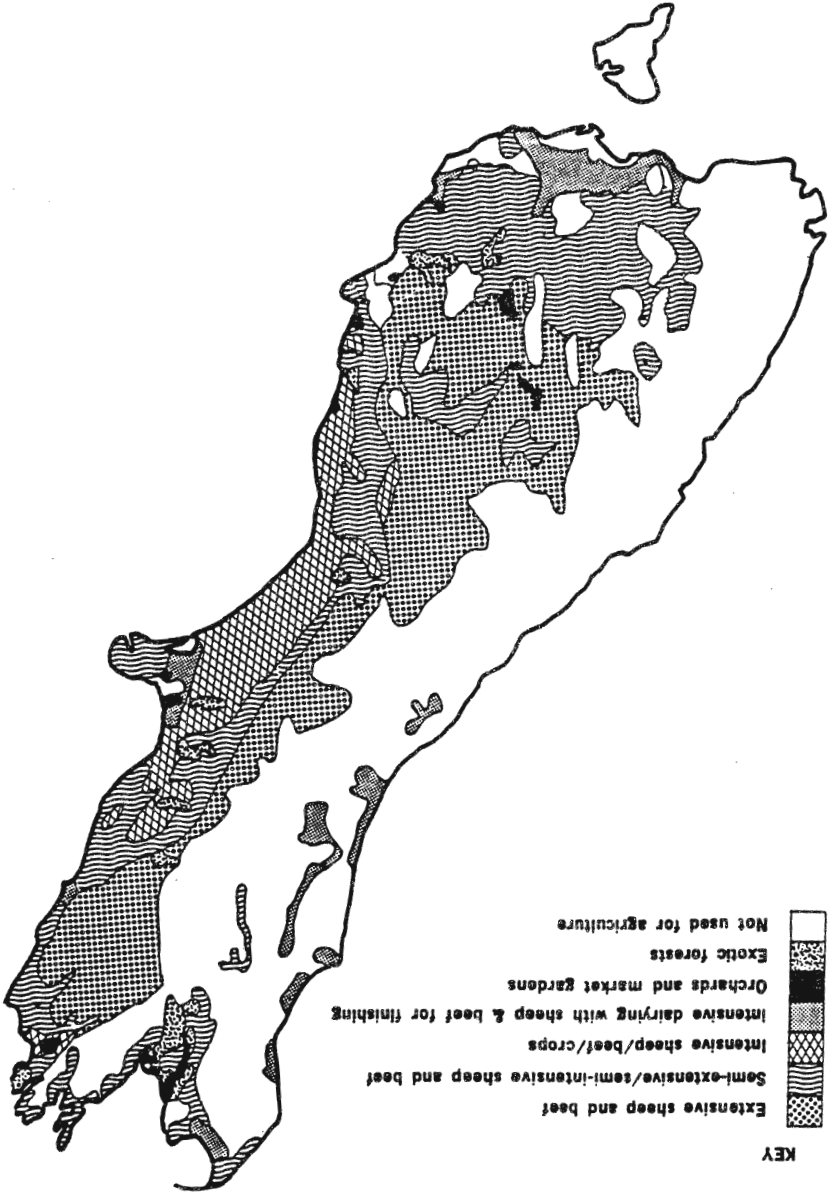 KEY
Extensive sheep and beef
Semi-extensive/semi-intensive sheep and beef
Intensive sheep/beef/crops
Intensive dairying with sheep & beef for finishing
Orchards and market gardens
Exotic forests
Not used for agriculture